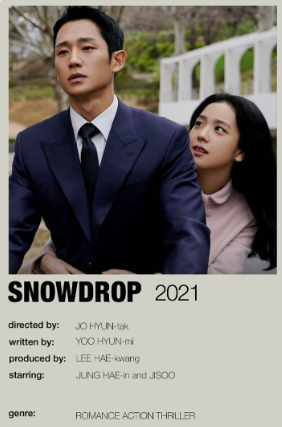 SNOWDROP 2021
directed by: JO HYUN-tak
written by: YOO HYUN-mi
produced by: LEE HAE-kwang
starring: JUNG HAE-in and JISOO
genre: ROMANCE ACTION THRILLER